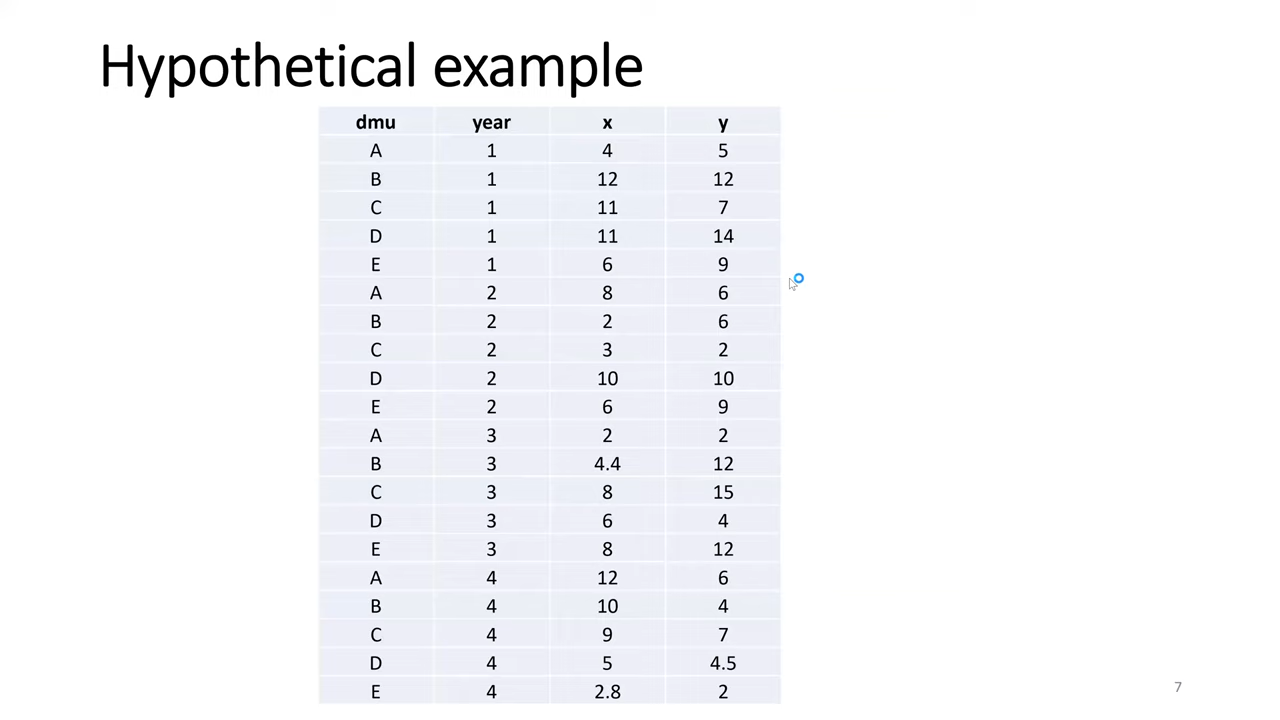 Hypothetical example
dmu year x y
A 1 4 5
B 1 12 12
C 1 11 7
D 1 11 14
E 1 6 9
A 2 8 6
B 2 2 6
C 2 3 2
D 2 10 10
E 2 6 9
A 3 2 2
B 3 4.4 12
C 3 8 15
D 3 6 4
E 3 8 12
A 4 12 6
B 4 10 4
C 4 9 7
D 4 5 4.5
E 4 2.8 2
7